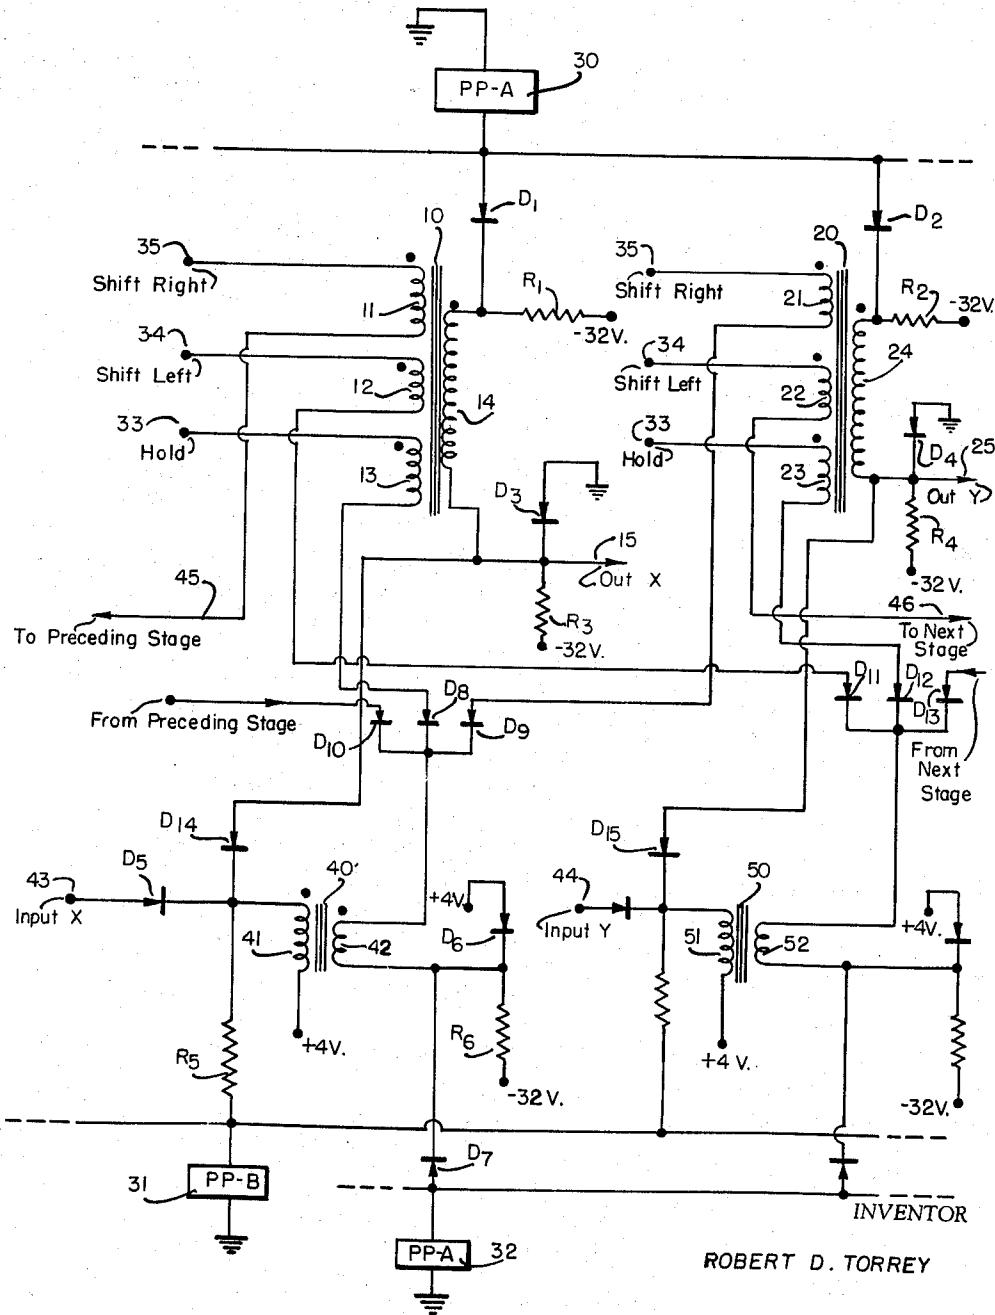 30
PP-A
D1
D2
10
20
35
Shift Right
11
R1
-32V.
35
Shift Right
21
R2
-32V.
34
Shift Left
12
14
34
Shift Left
22
24
33
Hold
13
33
Hold
23
D4
25
Out Y
D3
R4
-32V.
15
Out X
45
To Preceding Stage
R3
-32V.
46
To Next
Stage
D11
D12
D13
From Preceding Stage
D10
D8
D9
From
Next
Stage
D14
D15
43
Input X
D5
40'
41
42
+4V.
D6
44
Input Y
50
51
52
+4V.
+4V.
R5
R6
-32V.
+4V.
-32V.
D7
31
PP-B
PP-A
32
INVENTOR
ROBERT D. TORREY